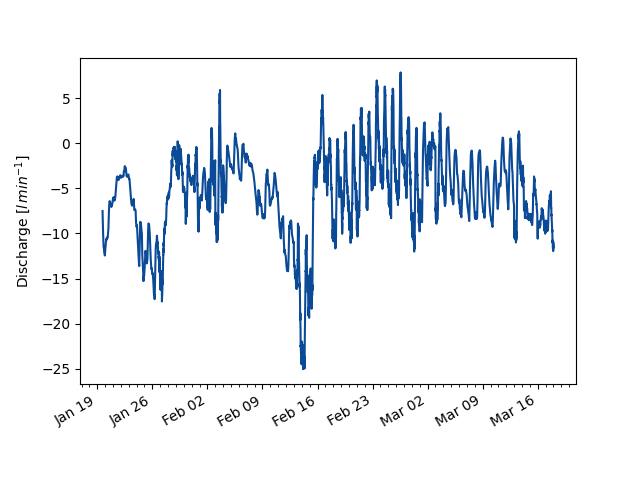 5
0
−5
−10
−15
−20
−25
Discharge [l min⁻¹]
Jan 19
Jan 26
Feb 02
Feb 09
Feb 16
Feb 23
Mar 02
Mar 09
Mar 16